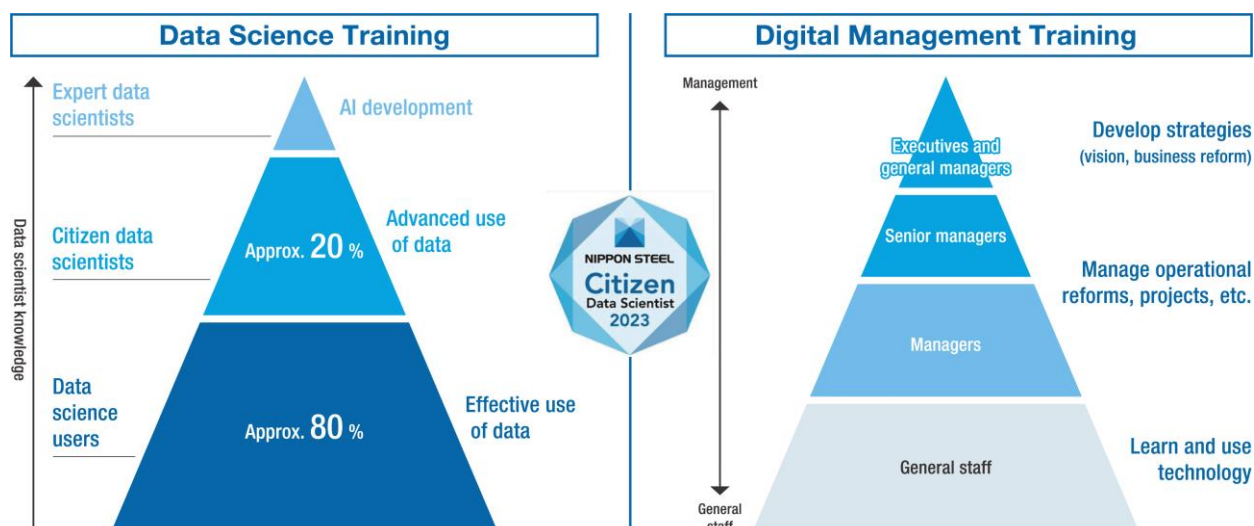 Data Science Training
Data scientist knowledge
Expert data
scientists
AI development
Citizen data
scientists
Approx. 20 %
Advanced use
of data
Data
science
users
Approx. 80 %
Effective use
of data
NIPPON STEEL
Citizen
Data Scientist
2023
Digital Management Training
Management
Executives and
general managers
Develop strategies
(vision, business reform)
Senior managers
Manage operational
reforms, projects, etc.
Managers
General staff
Learn and use
technology
General
staff